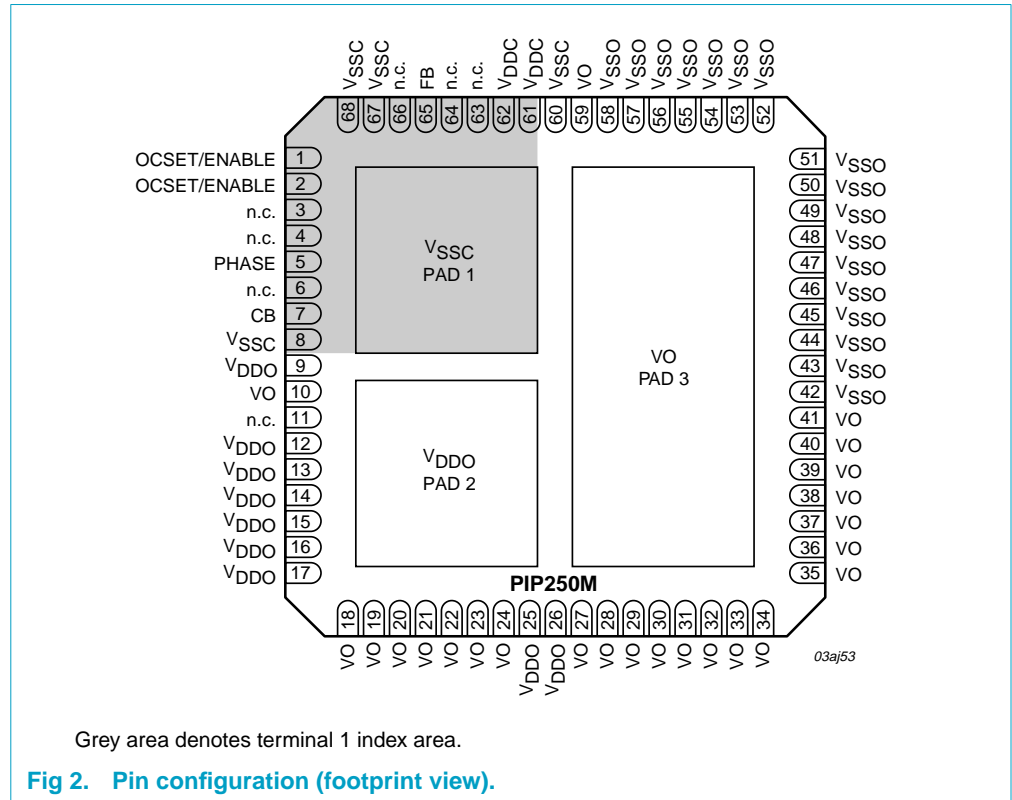 VSSC
VSSC
n.c.
FB
n.c.
n.c.
VDDC
VDDC
VSSC
VO
VSSO
VSSO
VSSO
VSSO
VSSO
VSSO
VSSO
68 67 66 65 64 63 62 61 60 59 58 57 56 55 54 53 52
OCSET/ENABLE 1
OCSET/ENABLE 2
n.c. 3
n.c. 4
PHASE 5
n.c. 6
CB 7
VSSC 8
VDDO 9
VO 10
n.c. 11
VDDO 12
VDDO 13
VDDO 14
VDDO 15
VDDO 16
VDDO 17
VSSC
PAD 1
VDDO
PAD 2
VO
PAD 3
51 VSSO
50 VSSO
49 VSSO
48 VSSO
47 VSSO
46 VSSO
45 VSSO
44 VSSO
43 VSSO
42 VSSO
41 VO
40 VO
39 VO
38 VO
37 VO
36 VO
35 VO
PIP250M
18 19 20 21 22 23 24 25 26 27 28 29 30 31 32 33 34
VO
VO
VO
VO
VO
VO
VO
VDDO
VDDO
VO
VO
VO
VO
VO
VO
VO
VO
03aj53
Grey area denotes terminal 1 index area.
Fig 2. Pin configuration (footprint view).